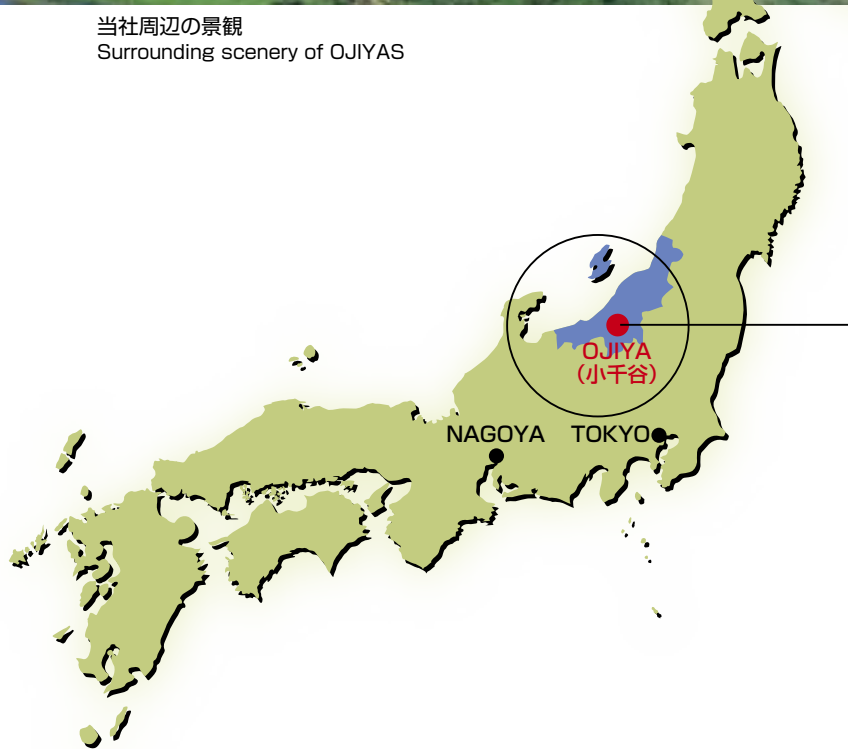 当社周辺の景観
Surrounding scenery of OJIYAS
OJIYA
（小千谷）
NAGOYA
TOKYO